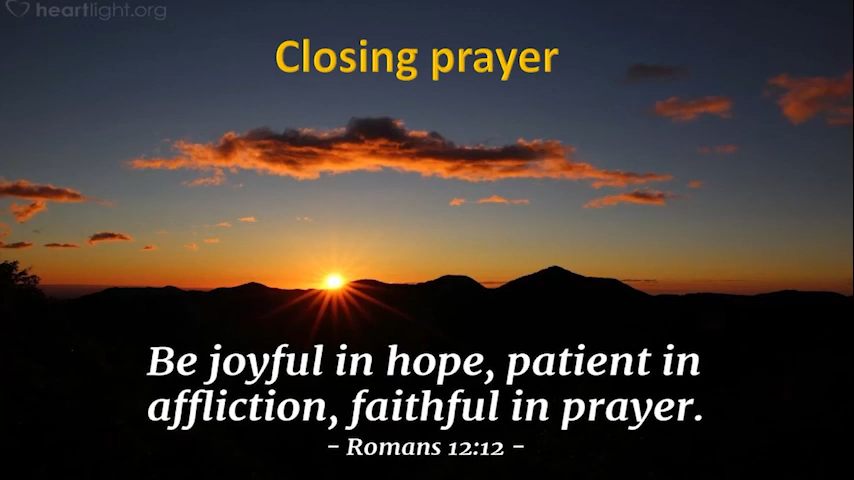 heartlight.org
Closing prayer
Be joyful in hope, patient in
affliction, faithful in prayer.
– Romans 12:12 –